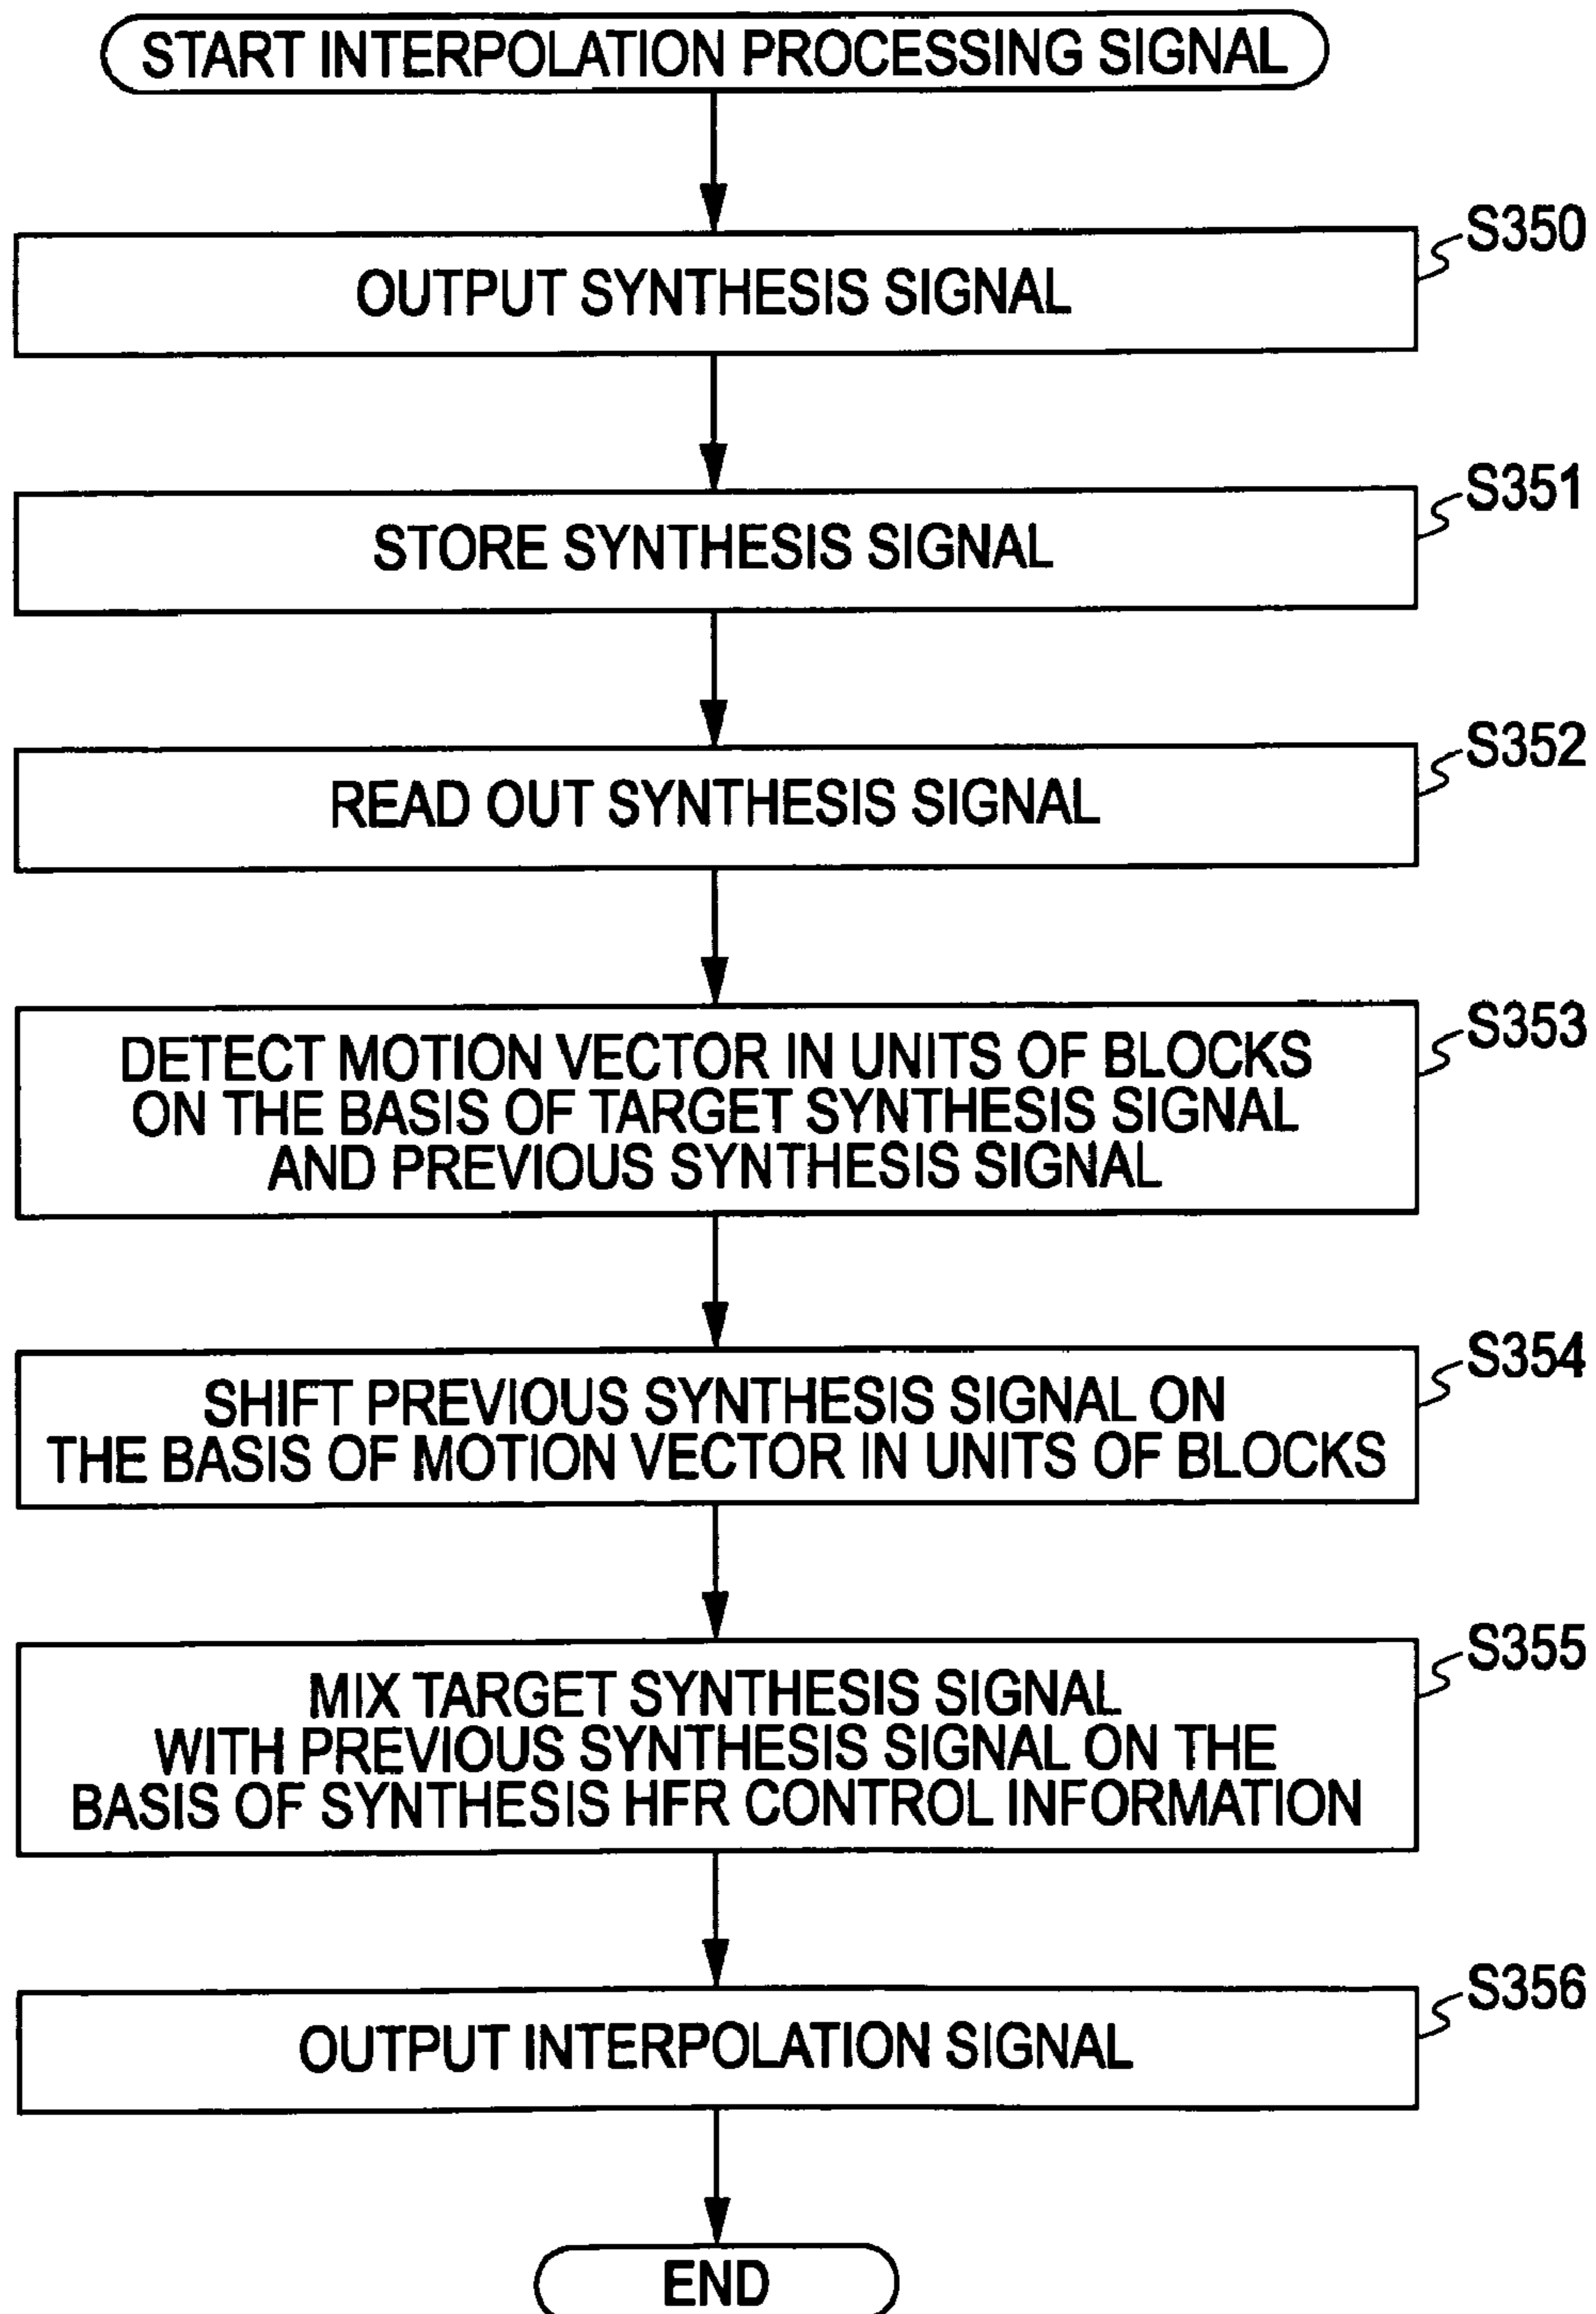 START INTERPOLATION PROCESSING SIGNAL
S350
OUTPUT SYNTHESIS SIGNAL
S351
STORE SYNTHESIS SIGNAL
S352
READ OUT SYNTHESIS SIGNAL
S353
DETECT MOTION VECTOR IN UNITS OF BLOCKS
ON THE BASIS OF TARGET SYNTHESIS SIGNAL
AND PREVIOUS SYNTHESIS SIGNAL
S354
SHIFT PREVIOUS SYNTHESIS SIGNAL ON
THE BASIS OF MOTION VECTOR IN UNITS OF BLOCKS
S355
MIX TARGET SYNTHESIS SIGNAL
WITH PREVIOUS SYNTHESIS SIGNAL ON THE
BASIS OF SYNTHESIS HFR CONTROL INFORMATION
S356
OUTPUT INTERPOLATION SIGNAL
END